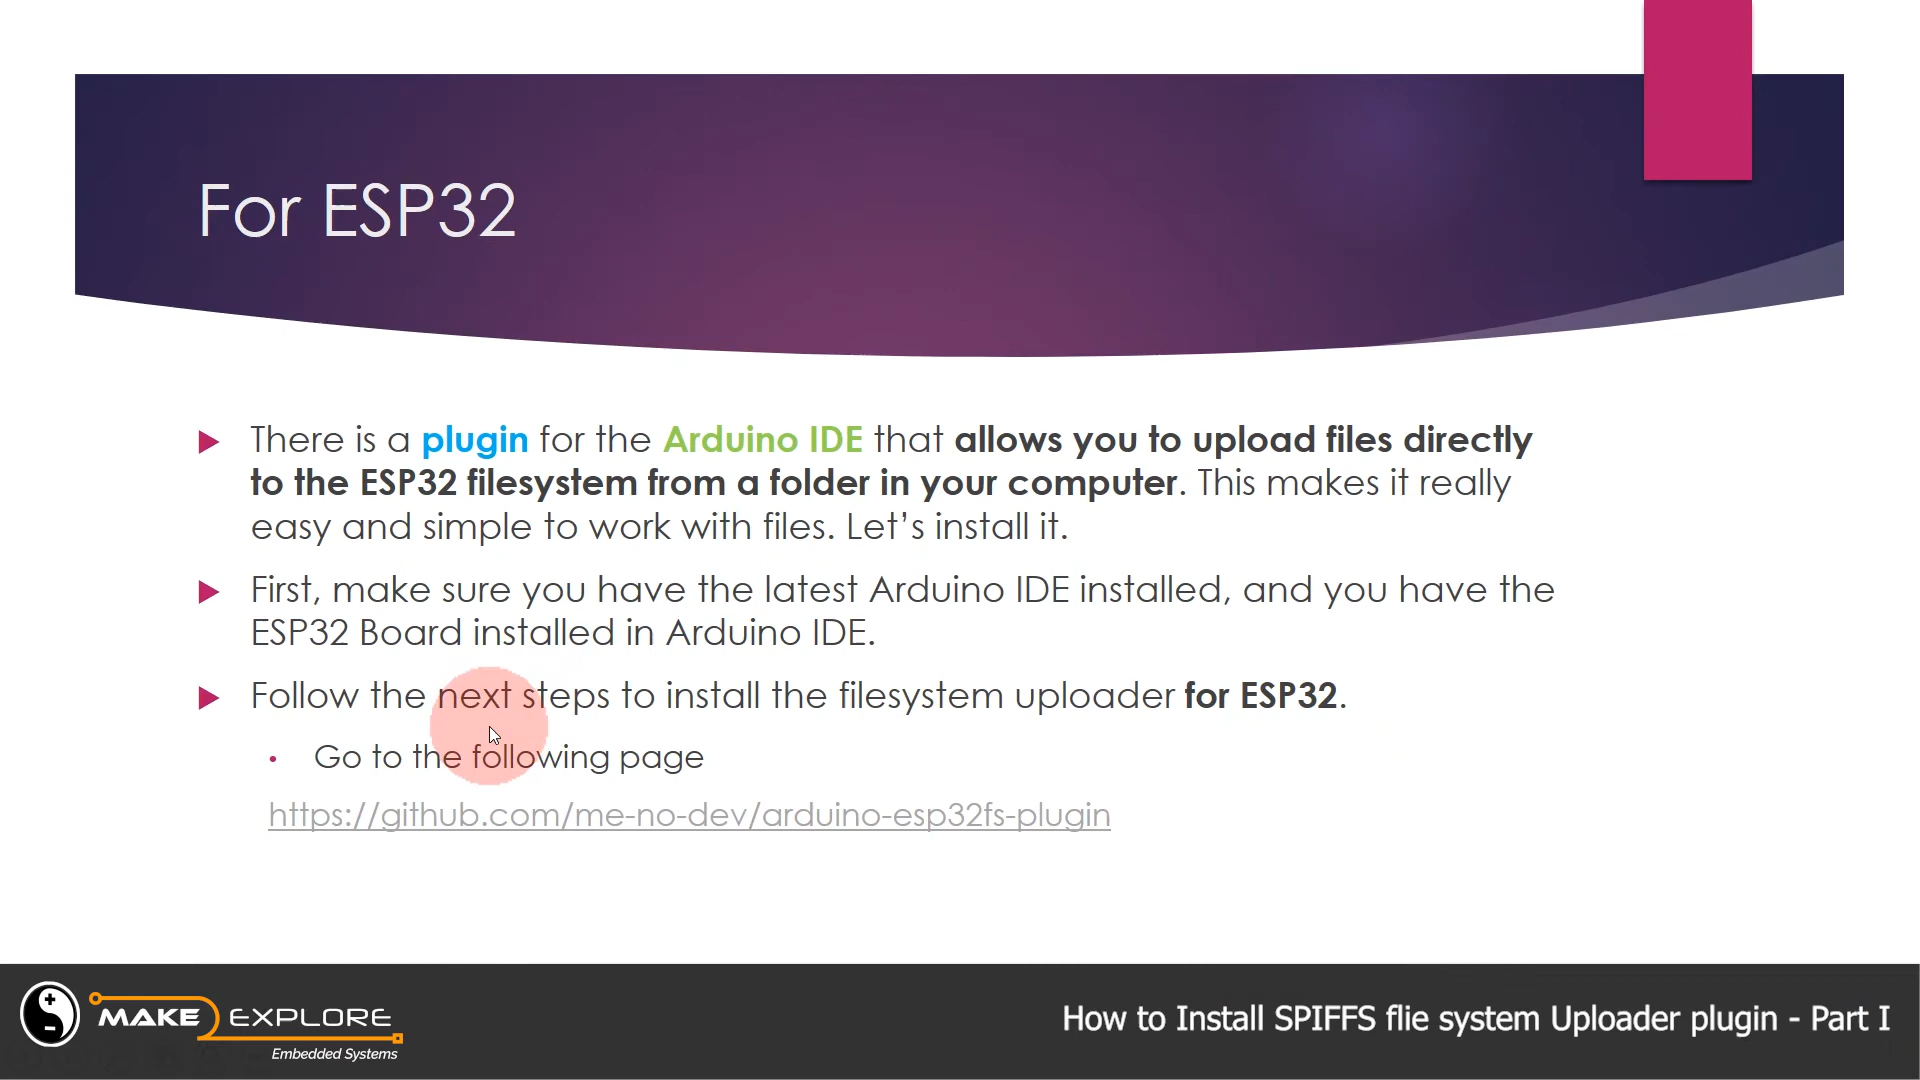 For ESP32
There is a plugin for the Arduino IDE that allows you to upload files directly
to the ESP32 filesystem from a folder in your computer. This makes it really
easy and simple to work with files. Let’s install it.
First, make sure you have the latest Arduino IDE installed, and you have the
ESP32 Board installed in Arduino IDE.
Follow the next steps to install the filesystem uploader for ESP32.
Go to the following page
https://github.com/me-no-dev/arduino-esp32fs-plugin
MAKE EXPLORE
Embedded Systems
How to Install SPIFFS flie system Uploader plugin - Part I